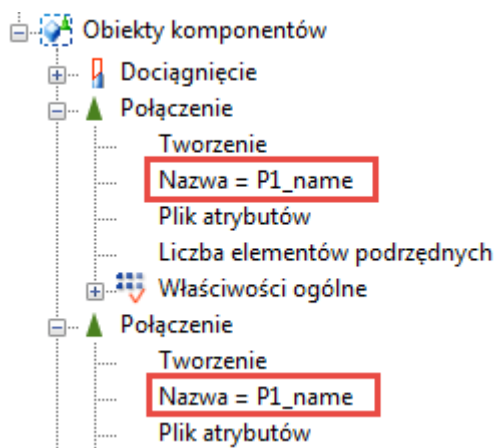 Obiekty komponentów
Dociągnięcie
Połączenie
Tworzenie
Nazwa = P1_name
Plik atrybutów
Liczba elementów podrzędnych
Właściwości ogólne
Połączenie
Tworzenie
Nazwa = P1_name
Plik atrybutów